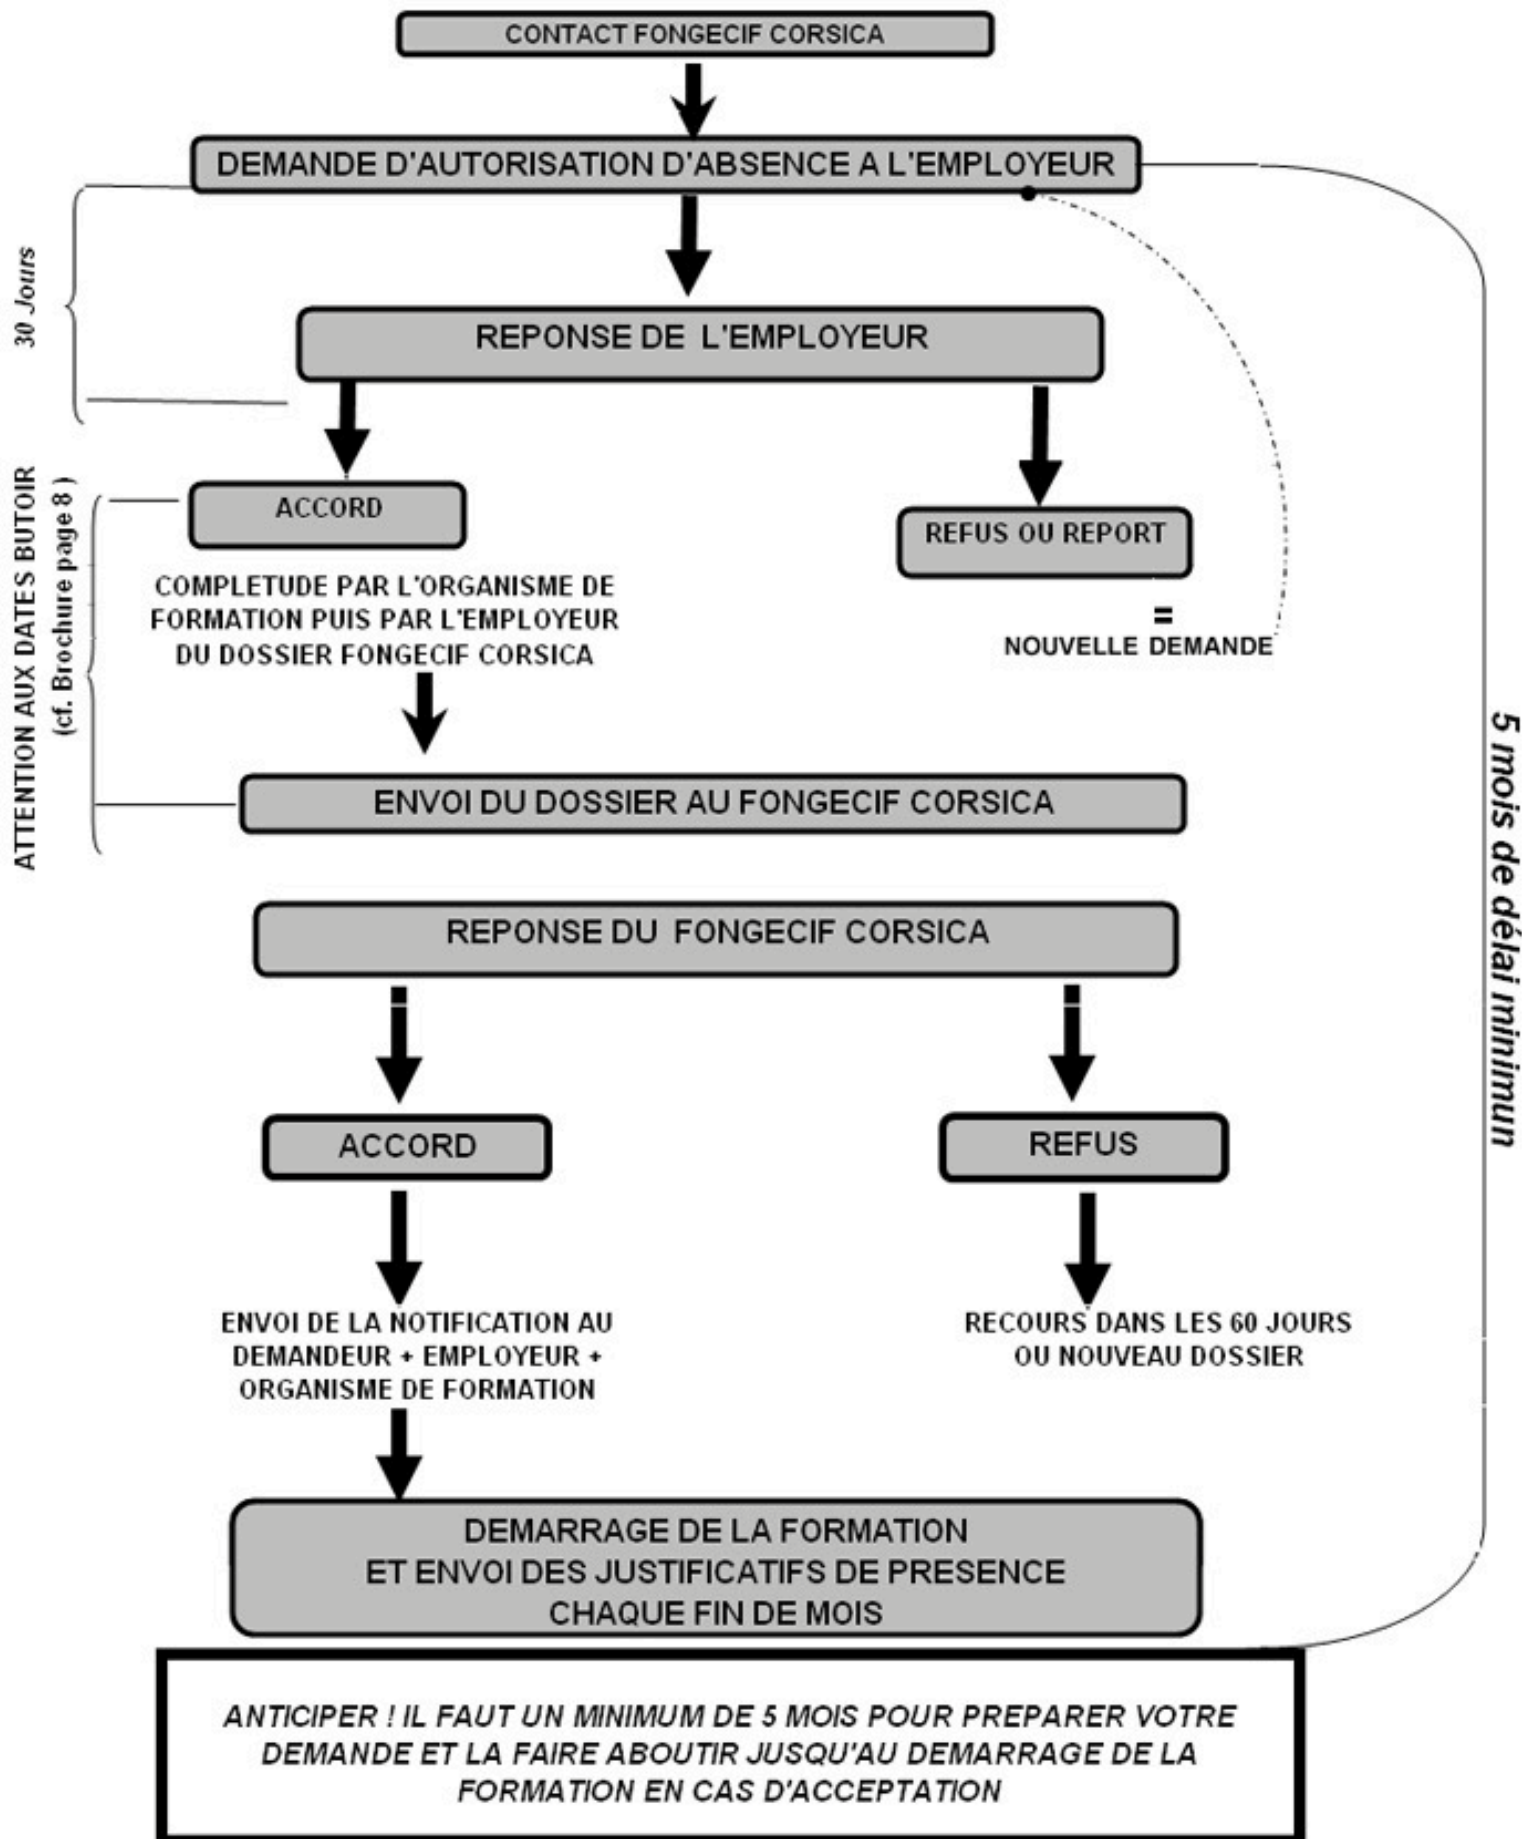 CONTACT FONGECIF CORSICA
DEMANDE D'AUTORISATION D'ABSENCE A L'EMPLOYEUR
30 Jours
REPONSE DE L'EMPLOYEUR
ACCORD
REFUS OU REPORT
COMPLETUDE PAR L'ORGANISME DE
FORMATION PUIS PAR L'EMPLOYEUR
DU DOSSIER FONGECIF CORSICA
=
NOUVELLE DEMANDE
ATTENTION AUX DATES BUTOIR
(cf. Brochure page 8 )
ENVOI DU DOSSIER AU FONGECIF CORSICA
5 mois de délai minimun
REPONSE DU FONGECIF CORSICA
ACCORD
REFUS
ENVOI DE LA NOTIFICATION AU
DEMANDEUR + EMPLOYEUR +
ORGANISME DE FORMATION
RECOURS DANS LES 60 JOURS
OU NOUVEAU DOSSIER
DEMARRAGE DE LA FORMATION
ET ENVOI DES JUSTIFICATIFS DE PRESENCE
CHAQUE FIN DE MOIS
ANTICIPER ! IL FAUT UN MINIMUM DE 5 MOIS POUR PREPARER VOTRE
DEMANDE ET LA FAIRE ABOUTIR JUSQU'AU DEMARRAGE DE LA
FORMATION EN CAS D'ACCEPTATION